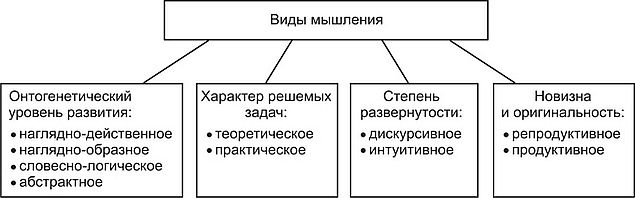 Виды мышления
Онтогенетический
уровень развития:
• наглядно-действенное
• наглядно-образное
• словесно-логическое
• абстрактное
Характер решемых
задач:
• теоретическое
• практическое
Степень
развернутости:
• дискурсивное
• интуитивное
Новизна
и оригинальность:
• репродуктивное
• продуктивное